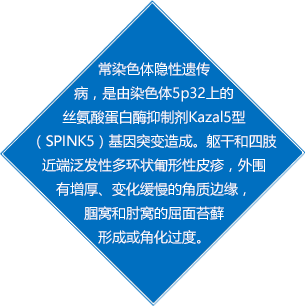 常染色体隐性遗传
病，是由染色体5p32上的
丝氨酸蛋白酶抑制剂Kazal5型
（SPINK5）基因突变造成。躯干和四肢
近端泛发性多环状匍形性皮疹，外围
有增厚、变化缓慢的角质边缘，
腘窝和肘窝的屈面苔藓
形成或角化过度。